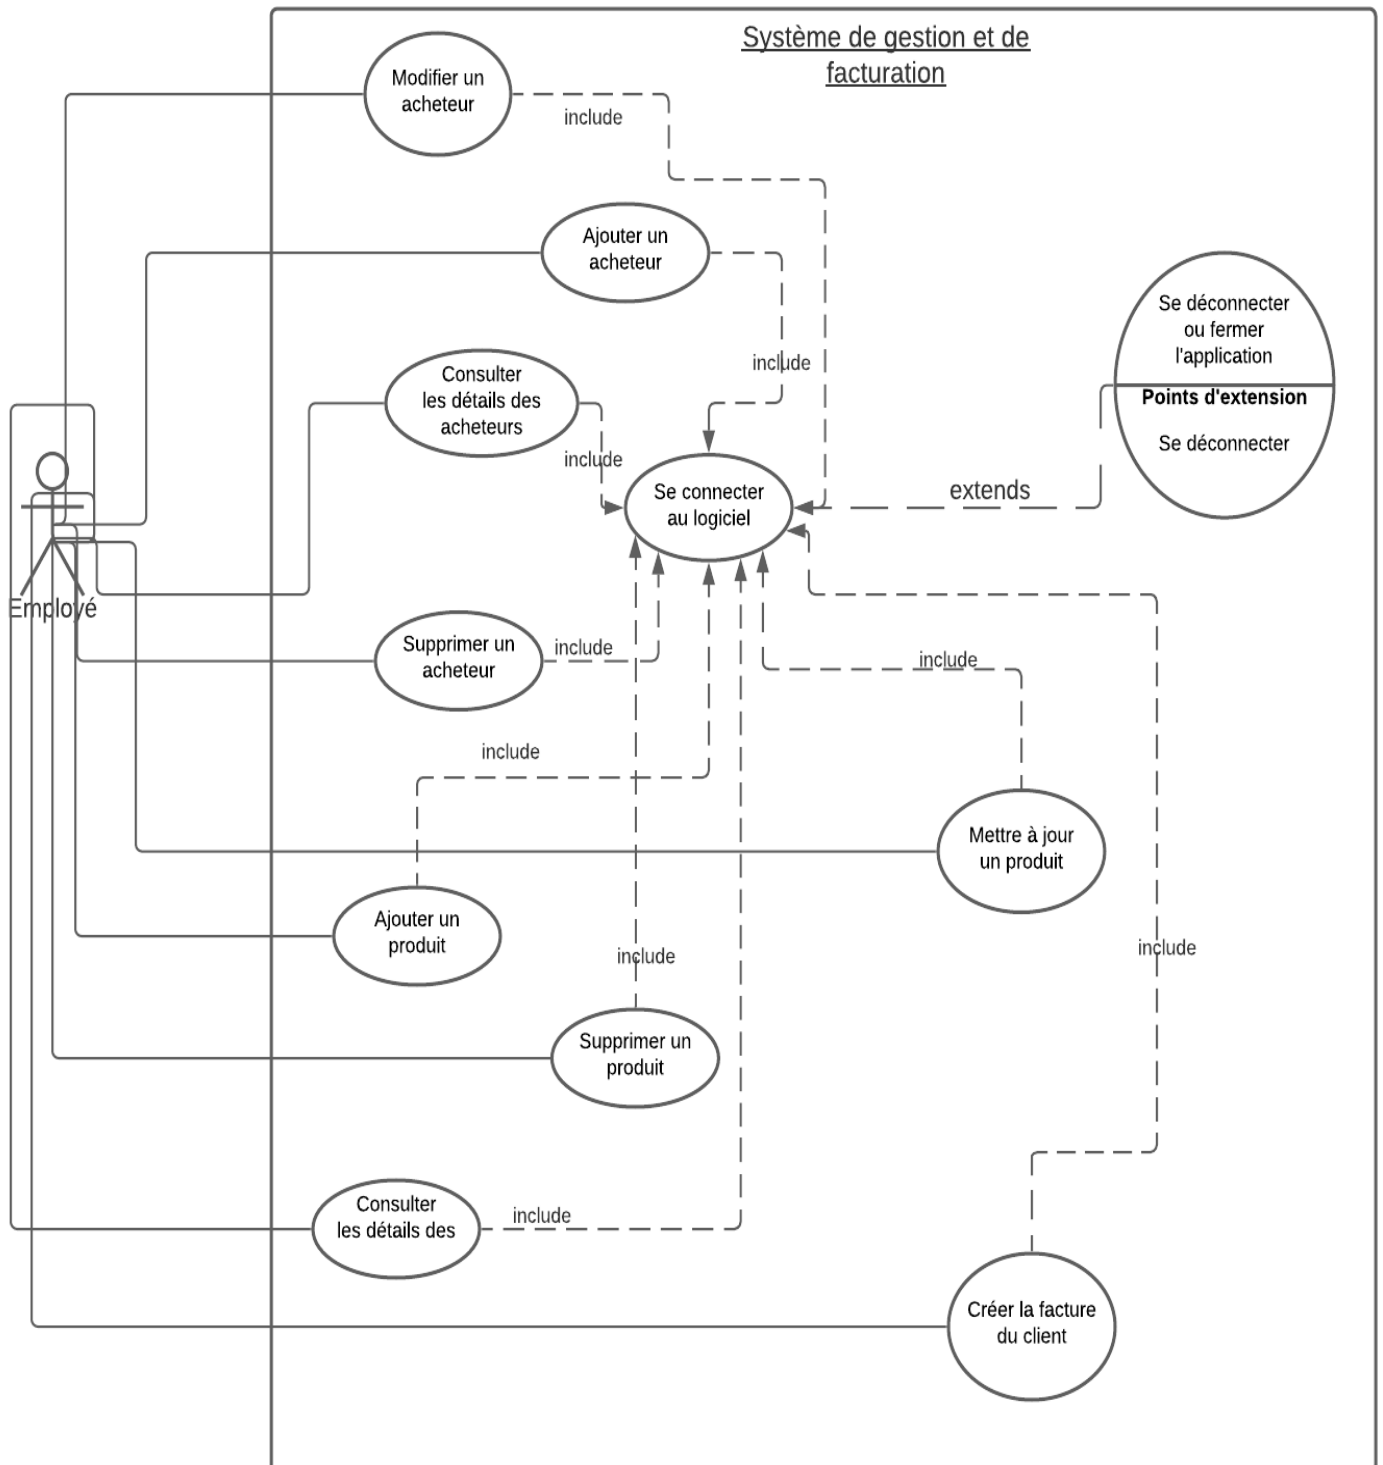 Système de gestion et de
facturation
Modifier un
acheteur
include
Ajouter un
acheteur
include
Consulter
les détails des
acheteurs
include
Se déconnecter
ou fermer
l'application
Points d'extension
Se déconnecter
Se connecter
au logiciel
extends
Employé
Supprimer un
acheteur
include
include
include
Mettre à jour
un produit
Ajouter un
produit
include
include
Supprimer un
produit
Consulter
les détails des
include
Créer la facture
du client